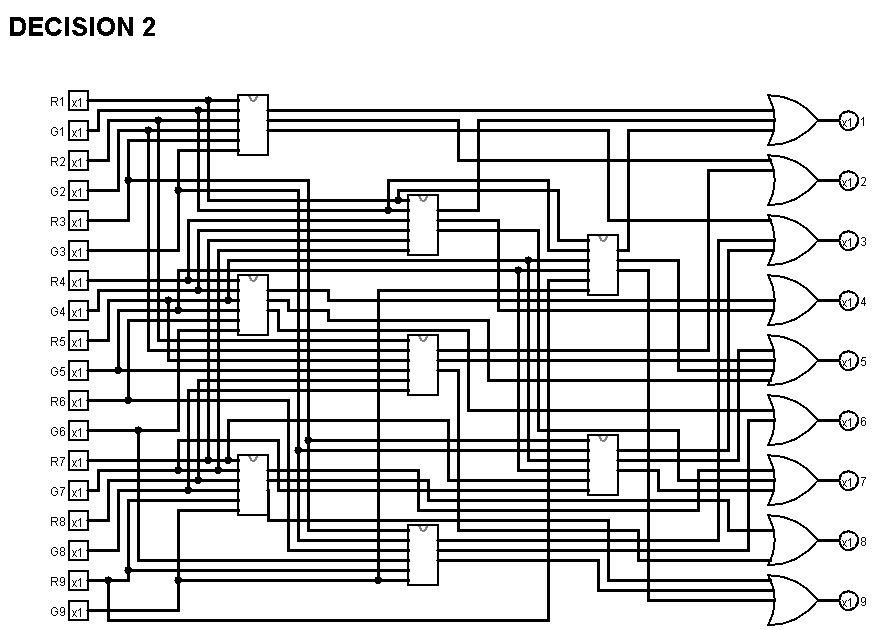 DECISION 2
R1 x1
G1 x1 x1 1
R2 x1
G2 x1 x1 2
R3 x1
G3 x1 x1 3
R4 x1
G4 x1 x1 4
R5 x1
G5 x1 x1 5
R6 x1
G6 x1 x1 6
R7 x1
G7 x1 x1 7
R8 x1
G8 x1 x1 8
R9 x1
G9 x1 x1 9